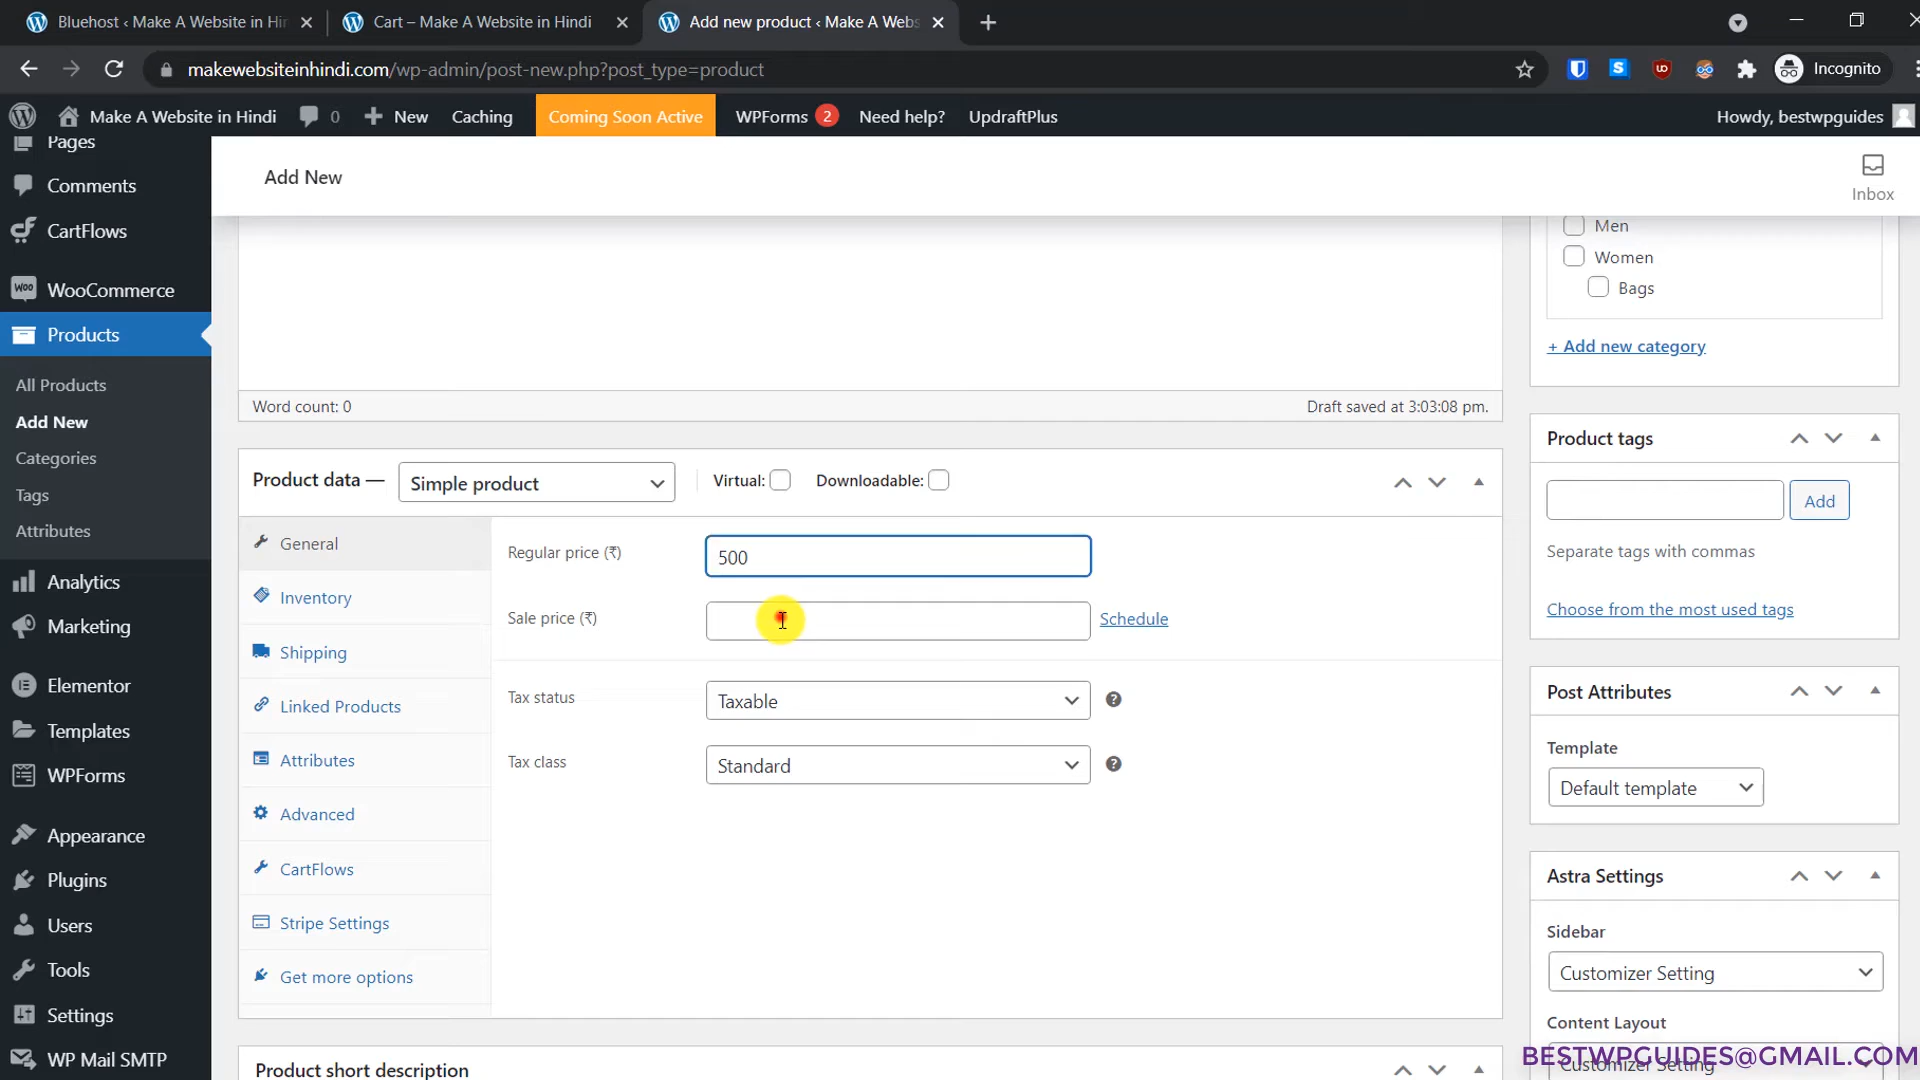 Bluehost ‹ Make A Website in Hi
Cart – Make A Website in Hindi
Add new product ‹ Make A Webs
makewebsiteinhindi.com/wp-admin/post-new.php?post_type=product
Incognito
Make A Website in Hindi
0
New
Caching
Coming Soon Active
WPForms 2
Need help?
UpdraftPlus
Howdy, bestwpguides
Pages
Comments
CartFlows
WooCommerce
Products
All Products
Add New
Categories
Tags
Attributes
Analytics
Marketing
Elementor
Templates
WPForms
Appearance
Plugins
Users
Tools
Settings
WP Mail SMTP
Add New
Inbox
Word count: 0
Draft saved at 3:03:08 pm.
Product data —
Simple product
Virtual:
Downloadable:
General
Inventory
Shipping
Linked Products
Attributes
Advanced
CartFlows
Stripe Settings
Get more options
Regular price (₹)
500
Sale price (₹)
Schedule
Tax status
Taxable
Tax class
Standard
Product short description
Men
Women
Bags
+ Add new category
Product tags
Add
Separate tags with commas
Choose from the most used tags
Post Attributes
Template
Default template
Astra Settings
Sidebar
Customizer Setting
Content Layout
Customizer Setting
BESTWPGUIDES@GMAIL.COM